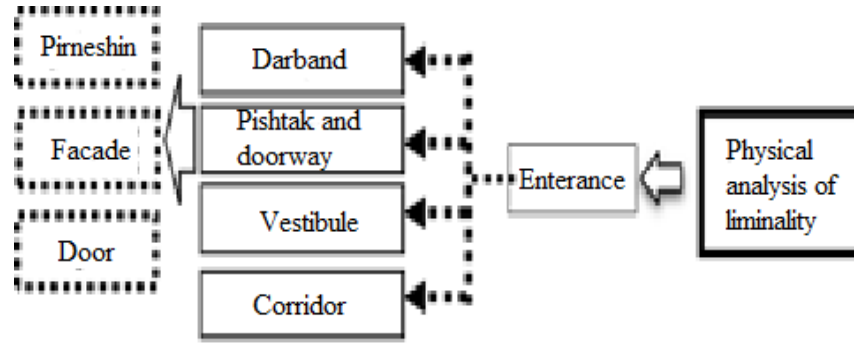 Pirneshin
Facade
Door
Darband
Pishtak and
doorway
Vestibule
Corridor
Enterance
Physical
analysis of
liminality